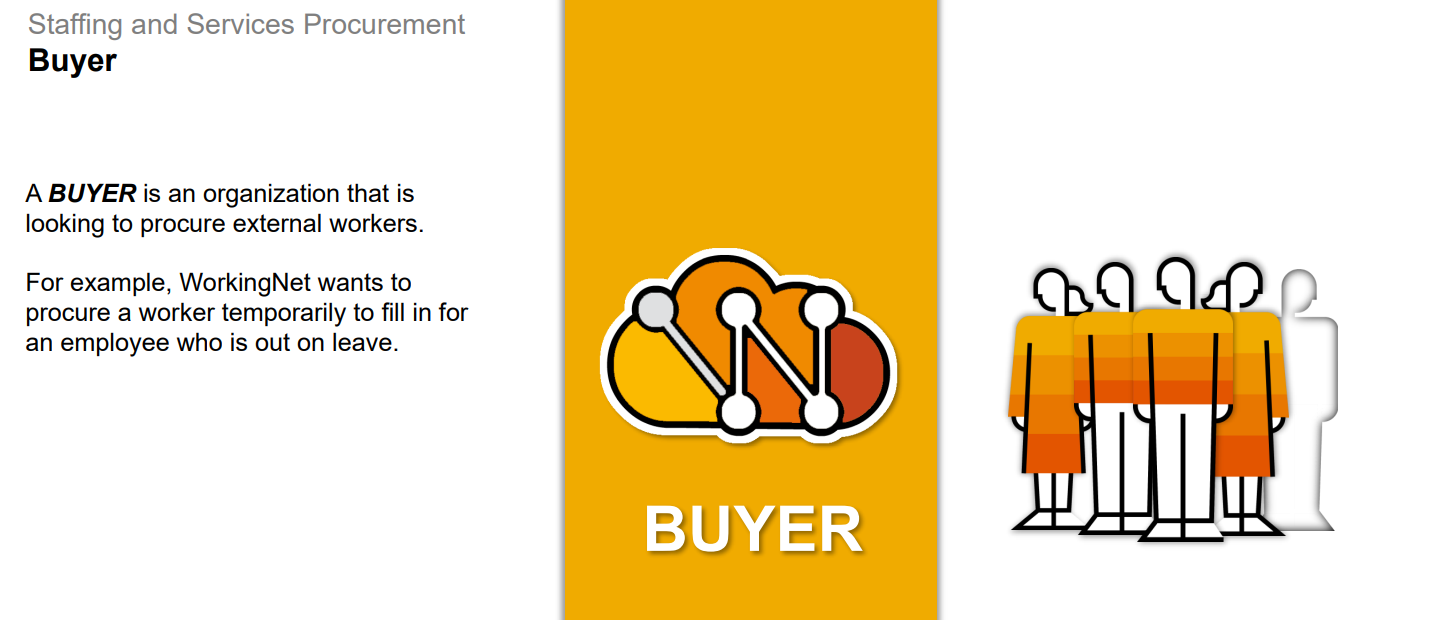 Staffing and Services Procurement
Buyer
A BUYER is an organization that is
looking to procure external workers.
For example, WorkingNet wants to
procure a worker temporarily to fill in for
an employee who is out on leave.
BUYER